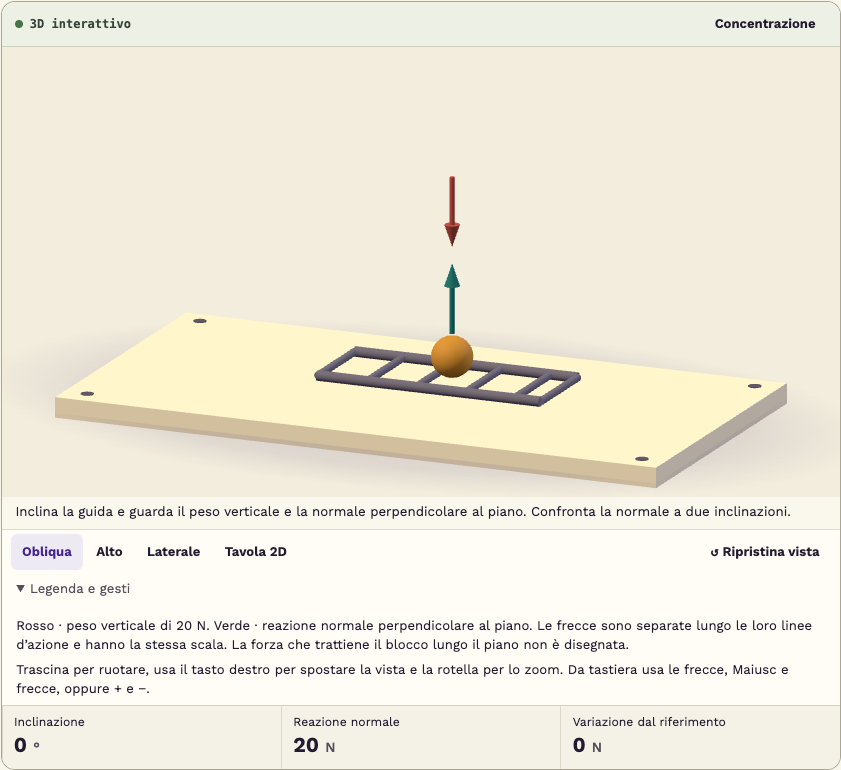 3D interattivo
Concentrazione
Inclina la guida e guarda il peso verticale e la normale perpendicolare al piano. Confronta la normale a due inclinazioni.
Obliqua Alto Laterale Tavola 2D ↺ Ripristina vista
▼ Legenda e gesti
Rosso · peso verticale di 20 N. Verde · reazione normale perpendicolare al piano. Le frecce sono separate lungo le loro linee
d’azione e hanno la stessa scala. La forza che trattiene il blocco lungo il piano non è disegnata.
Trascina per ruotare, usa il tasto destro per spostare la vista e la rotella per lo zoom. Da tastiera usa le frecce, Maiusc e
frecce, oppure + e −.
Inclinazione
0 °
Reazione normale
20 N
Variazione dal riferimento
0 N